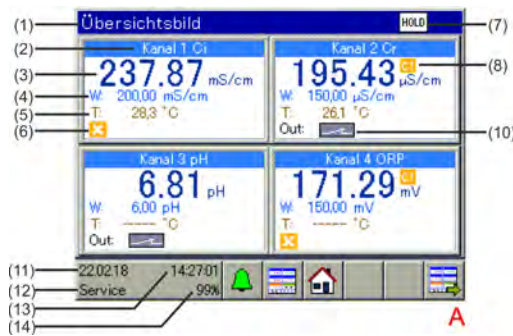 (1) Übersichtsbild HOLD (7)
(2) Kanal 1 Ci
(3) 237.87 mS/cm
(4) W: 200,00 mS/cm
(5) T: 28,3 °C
(6)
Kanal 2 Cr
195.43 C! µS/cm (8)
W: 150,00 µS/cm
T: 26,1 °C
Out: (10)
Kanal 3 pH
6.81 pH
W: 6,00 pH
T: ----- °C
Out:
Kanal 4 ORP
171.29 C! mV
W: 150,00 mV
T: ----- °C
(11) 22.02.18 14:27:01
(12) Service 99%
(13)
(14)
A